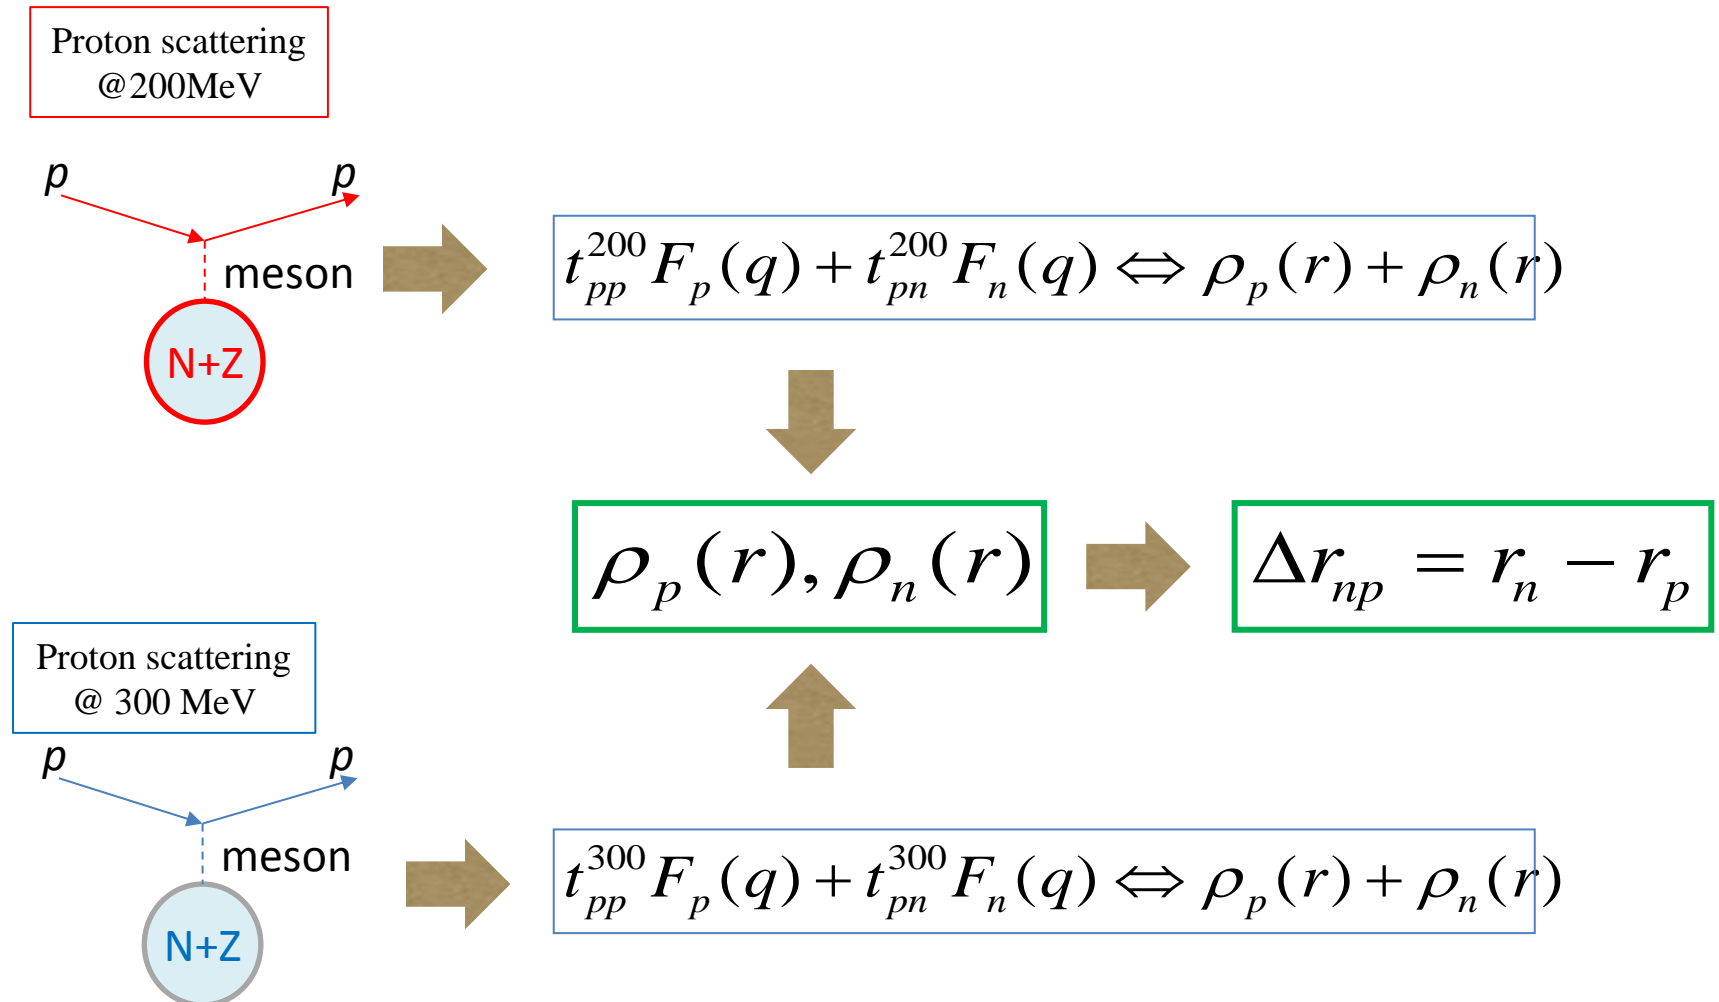 Proton scattering
@200MeV
p p
meson
N+Z
t_{pp}^{200} F_p(q) + t_{pn}^{200} F_n(q) ⇔ ρ_p(r) + ρ_n(r)
ρ_p(r), ρ_n(r)
Δr_{np} = r_n − r_p
Proton scattering
@ 300 MeV
p p
meson
N+Z
t_{pp}^{300} F_p(q) + t_{pn}^{300} F_n(q) ⇔ ρ_p(r) + ρ_n(r)